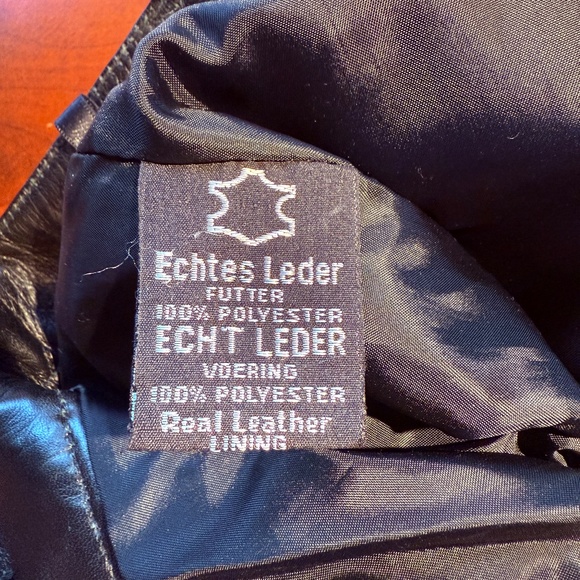 Echtes Leder
FUTTER
100% POLYESTER
ECHT LEDER
VOERING
100% POLYESTER
Real Leather
LINING